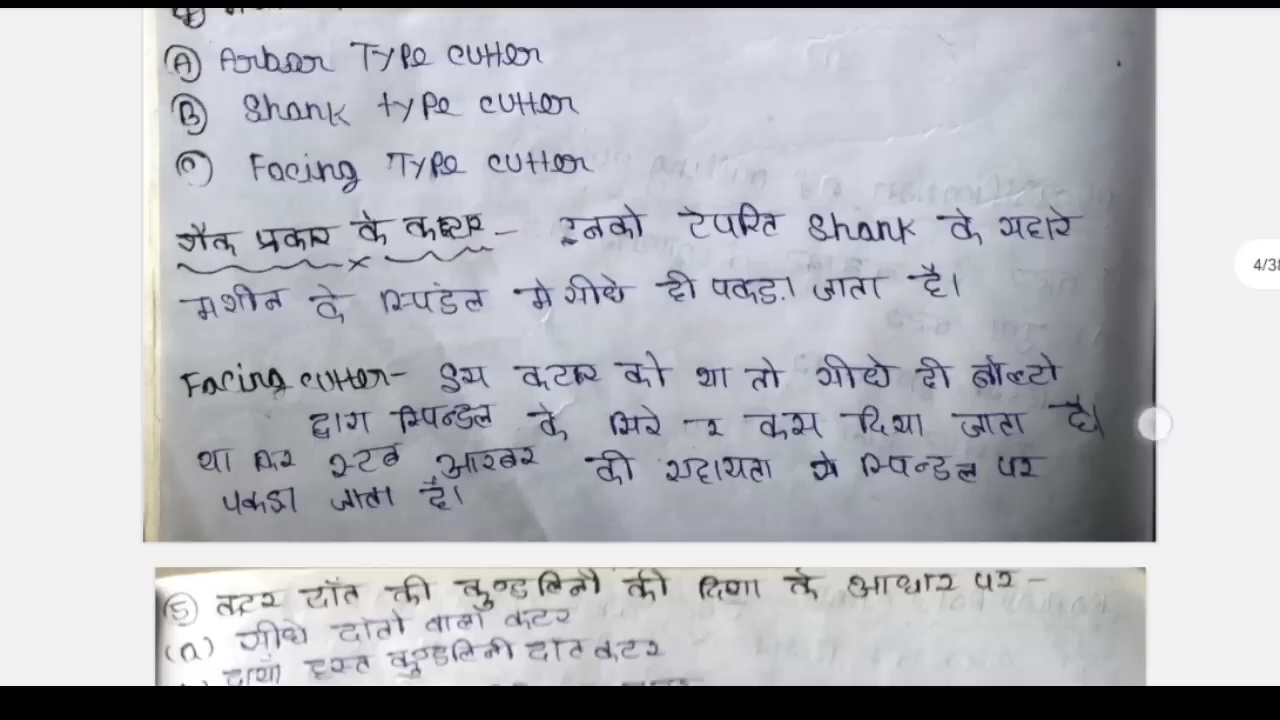 Ⓐ Arbser Type cutter
Ⓑ Shank type cutter
Ⓒ Facing Type cutter
शैंक प्रकार के कटर - इनको टेपरित Shank के सहारे
मशीन के स्पिंडल मे सीधे ही पकड़ा जाता है।
Facing cutter - इस कटर को या तो सीधे ही बोल्टो
द्वारा स्पिन्डल के सिरे पर कस दिया जाता है।
या फिर स्टब आरबर की सहायता से स्पिन्डल पर
पकडा जाता है।
4/38
⑤ कटर दाँत की कुण्डलिनी की दिशा के आधार पर -
(a) सीधे दांतो वाला कटर
दायाँ हस्त कुण्डलिनी दात कटर